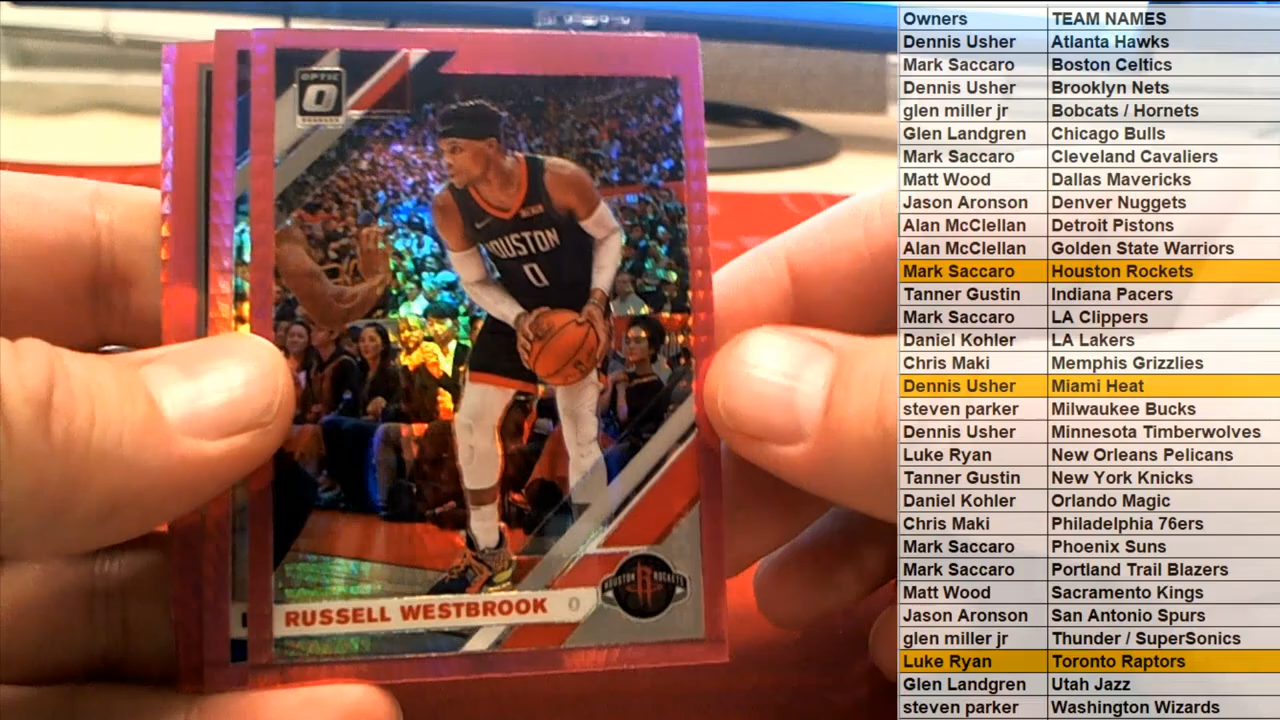 OPTIC
HOUSTON
0
RUSSELL WESTBROOK 0
HOUSTON ROCKETS
Owners TEAM NAMES
Dennis Usher Atlanta Hawks
Mark Saccaro Boston Celtics
Dennis Usher Brooklyn Nets
glen miller jr Bobcats / Hornets
Glen Landgren Chicago Bulls
Mark Saccaro Cleveland Cavaliers
Matt Wood Dallas Mavericks
Jason Aronson Denver Nuggets
Alan McClellan Detroit Pistons
Alan McClellan Golden State Warriors
Mark Saccaro Houston Rockets
Tanner Gustin Indiana Pacers
Mark Saccaro LA Clippers
Daniel Kohler LA Lakers
Chris Maki Memphis Grizzlies
Dennis Usher Miami Heat
steven parker Milwaukee Bucks
Dennis Usher Minnesota Timberwolves
Luke Ryan New Orleans Pelicans
Tanner Gustin New York Knicks
Daniel Kohler Orlando Magic
Chris Maki Philadelphia 76ers
Mark Saccaro Phoenix Suns
Mark Saccaro Portland Trail Blazers
Matt Wood Sacramento Kings
Jason Aronson San Antonio Spurs
glen miller jr Thunder / SuperSonics
Luke Ryan Toronto Raptors
Glen Landgren Utah Jazz
steven parker Washington Wizards